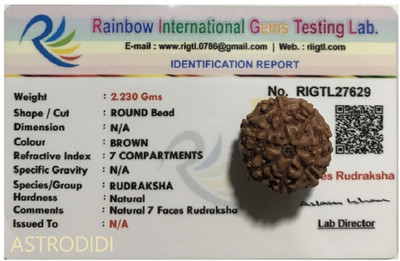 Rainbow International Gems Testing Lab.
E-mail : www.rigtl.0786@gmail.com | Web. : riigtl.com
IDENTIFICATION REPORT
No. RIGTL27629
Weight : 2.230 Gms
Shape / Cut : ROUND Bead
Dimension : N/A
Colour : BROWN
Refractive Index : 7 COMPARTMENTS
Specific Gravity : N/A
Species/Group : RUDRAKSHA
Hardness : Natural
Comments : Natural 7 Faces Rudraksha
Issued To : N/A
ces Rudraksha
Lab Director
ASTRODIDI